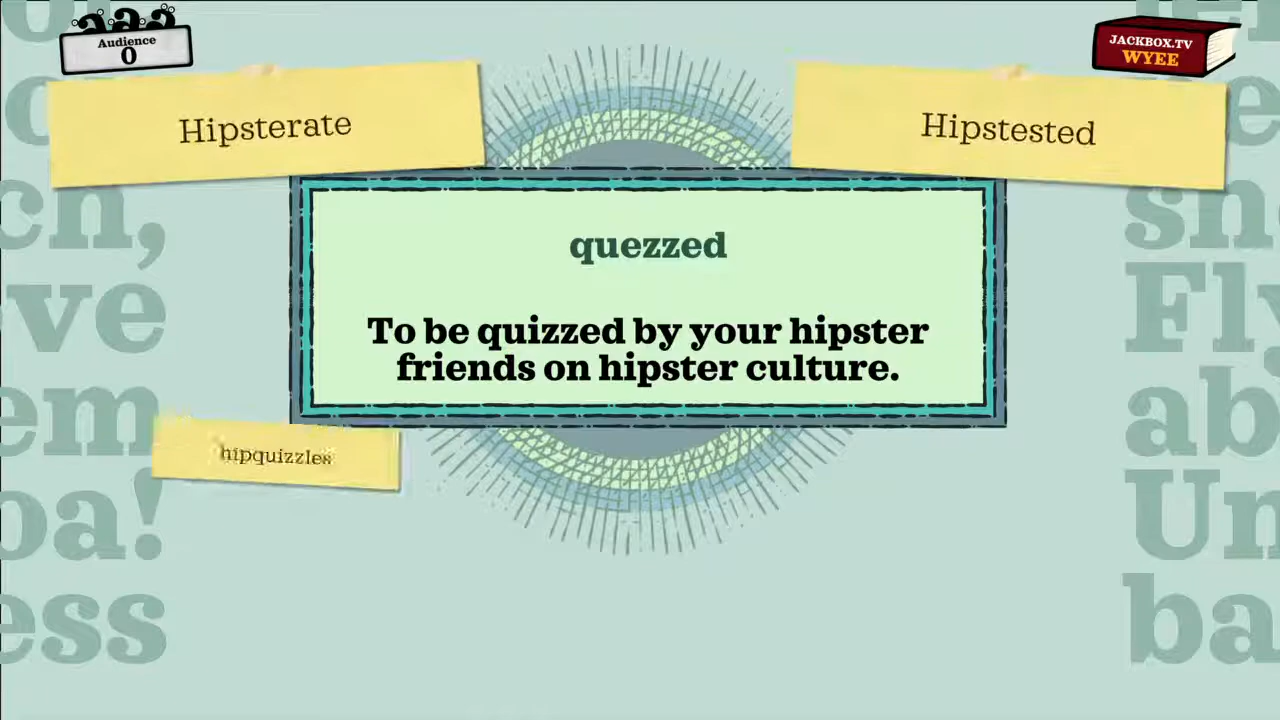 Audience
0
JACKBOX.TV
WYEE
Hipsterate
Hipstested
quezzed
To be quizzed by your hipster
friends on hipster culture.
hipquizzles